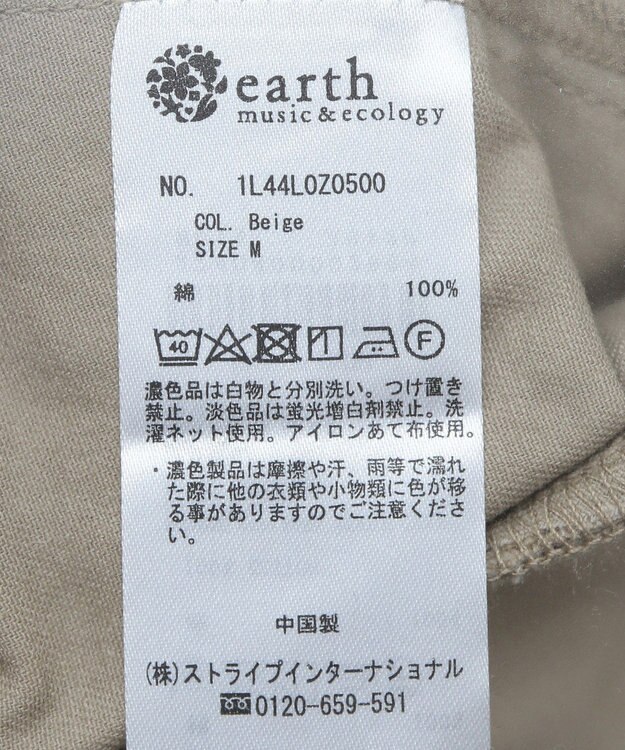 earth
music&ecology
NO. 1L44L0Z0500
COL. Beige
SIZE M
綿 100%
40 F
濃色品は白物と分別洗い。つけ置き
禁止。淡色品は蛍光増白剤禁止。洗
濯ネット使用。アイロンあて布使用。
・濃色製品は摩擦や汗、雨等で濡れ
た際に他の衣類や小物類に色が移
る事がありますのでご注意くださ
い。
中国製
(株)ストライプインターナショナル
0120-659-591